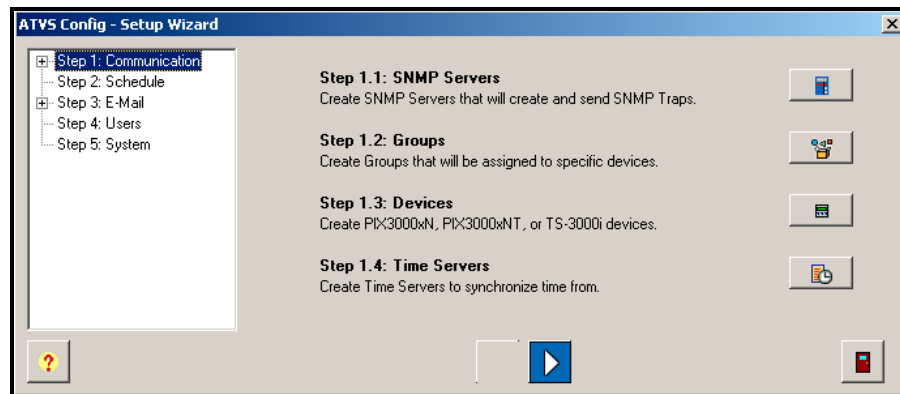 ATVS Config - Setup Wizard
Step 1: Communication
Step 2: Schedule
Step 3: E-Mail
Step 4: Users
Step 5: System
Step 1.1: SNMP Servers
Create SNMP Servers that will create and send SNMP Traps.
Step 1.2: Groups
Create Groups that will be assigned to specific devices.
Step 1.3: Devices
Create PIX3000xN, PIX3000xNT, or TS-3000i devices.
Step 1.4: Time Servers
Create Time Servers to synchronize time from.
?